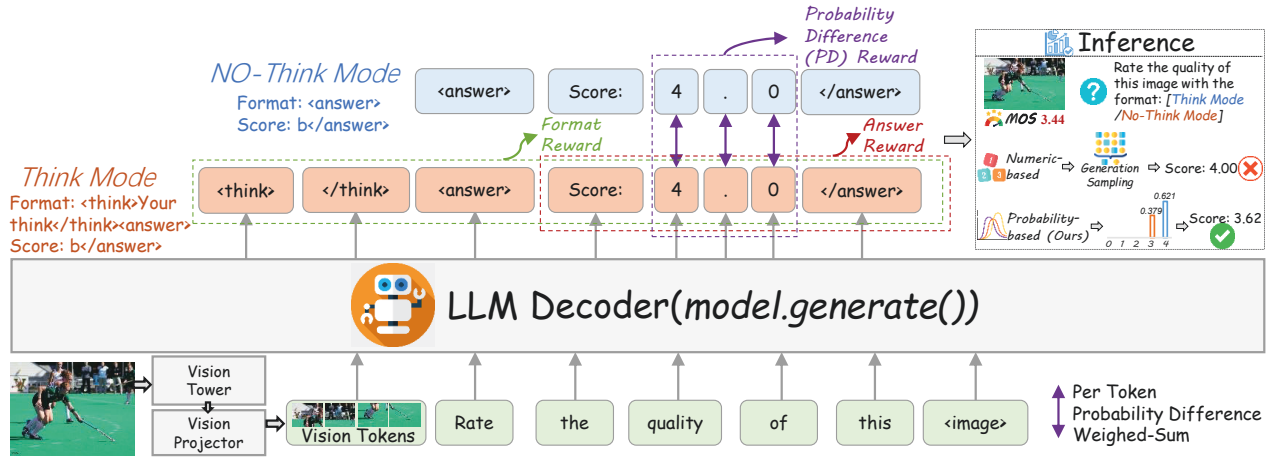 Probability
Difference
(PD) Reward
NO-Think Mode
Format: <answer>
Score: b</answer>
<answer>
Score:
4
.
0
</answer>
Format
Reward
Answer
Reward
Think Mode
Format: <think>Your
think</think><answer>
Score: b</answer>
<think>
</think>
<answer>
Score:
4
.
0
</answer>
Inference
Rate the quality of
this image with the
format: [Think Mode
/No-Think Mode]
?
MOS 3.44
1
2 3
Numeric-
based
Generation
Sampling
Score: 4.00
Probability-
based (Ours)
0.379
0.621
0 1 2 3 4
Score: 3.62
LLM Decoder(model.generate())
Vision
Tower
Vision
Projector
Vision Tokens
Rate
the
quality
of
this
<image>
Per Token
Probability Difference
Weighed-Sum